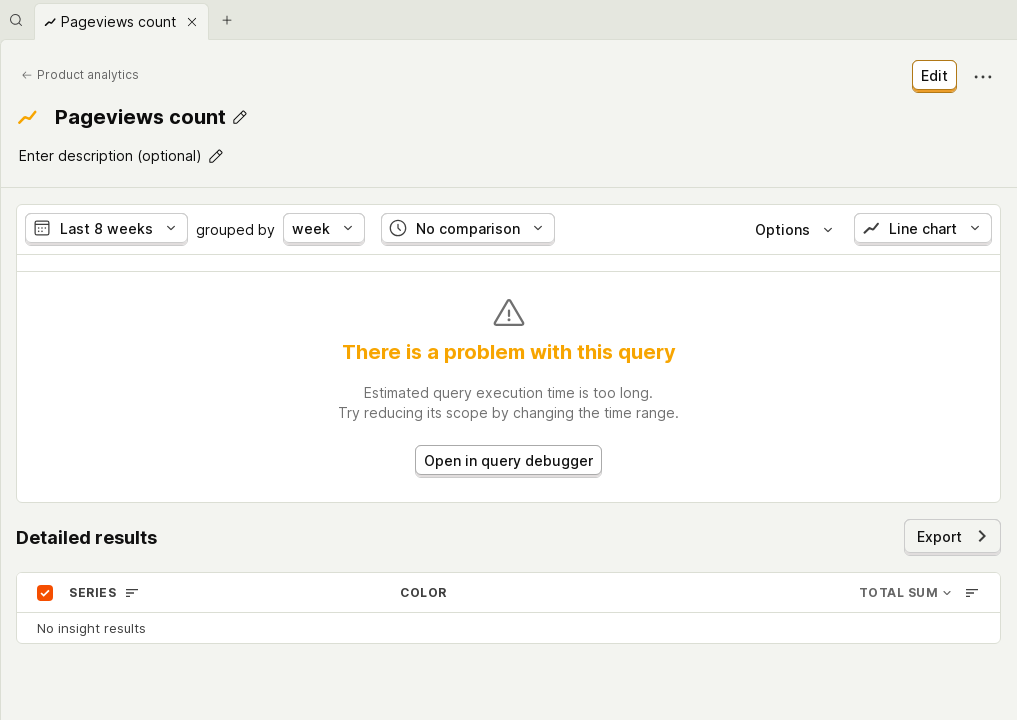 Pageviews count
Product analytics
Edit
Pageviews count
Enter description (optional)
Last 8 weeks grouped by week No comparison Options Line chart
There is a problem with this query
Estimated query execution time is too long.
Try reducing its scope by changing the time range.
Open in query debugger
Detailed results
Export
SERIES COLOR TOTAL SUM
No insight results